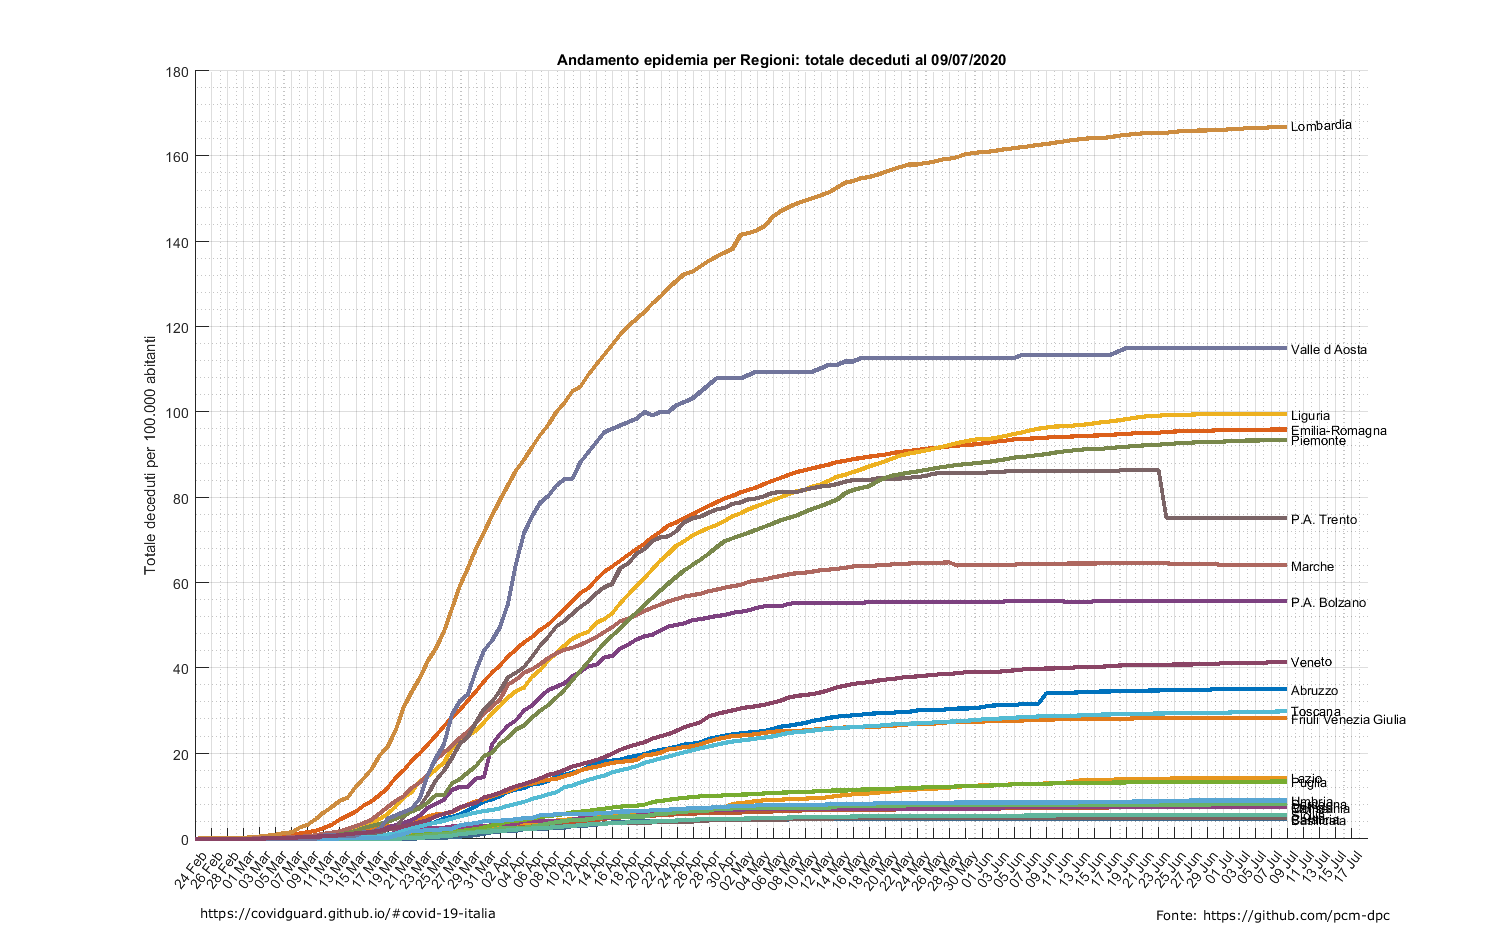 Andamento epidemia per Regioni: totale deceduti al 09/07/2020
Totale deceduti per 100.000 abitanti
180
160
140
120
100
80
60
40
20
0
Lombardia
Valle d Aosta
Liguria
Emilia-Romagna
Piemonte
P.A. Trento
Marche
P.A. Bolzano
Veneto
Abruzzo
Toscana
Friuli Venezia Giulia
Lazio
Puglia
Umbria
Basilicata
24 Feb
26 Feb
28 Feb
01 Mar
03 Mar
05 Mar
07 Mar
09 Mar
11 Mar
13 Mar
15 Mar
17 Mar
19 Mar
21 Mar
23 Mar
25 Mar
27 Mar
29 Mar
31 Mar
02 Apr
04 Apr
06 Apr
08 Apr
10 Apr
12 Apr
14 Apr
16 Apr
18 Apr
20 Apr
22 Apr
24 Apr
26 Apr
28 Apr
30 Apr
02 May
04 May
06 May
08 May
10 May
12 May
14 May
16 May
18 May
20 May
22 May
24 May
26 May
28 May
30 May
01 Jun
03 Jun
05 Jun
07 Jun
09 Jun
11 Jun
13 Jun
15 Jun
17 Jun
19 Jun
21 Jun
23 Jun
25 Jun
27 Jun
29 Jun
01 Jul
03 Jul
05 Jul
07 Jul
09 Jul
11 Jul
13 Jul
15 Jul
17 Jul
https://covidguard.github.io/#covid-19-italia
Fonte: https://github.com/pcm-dpc